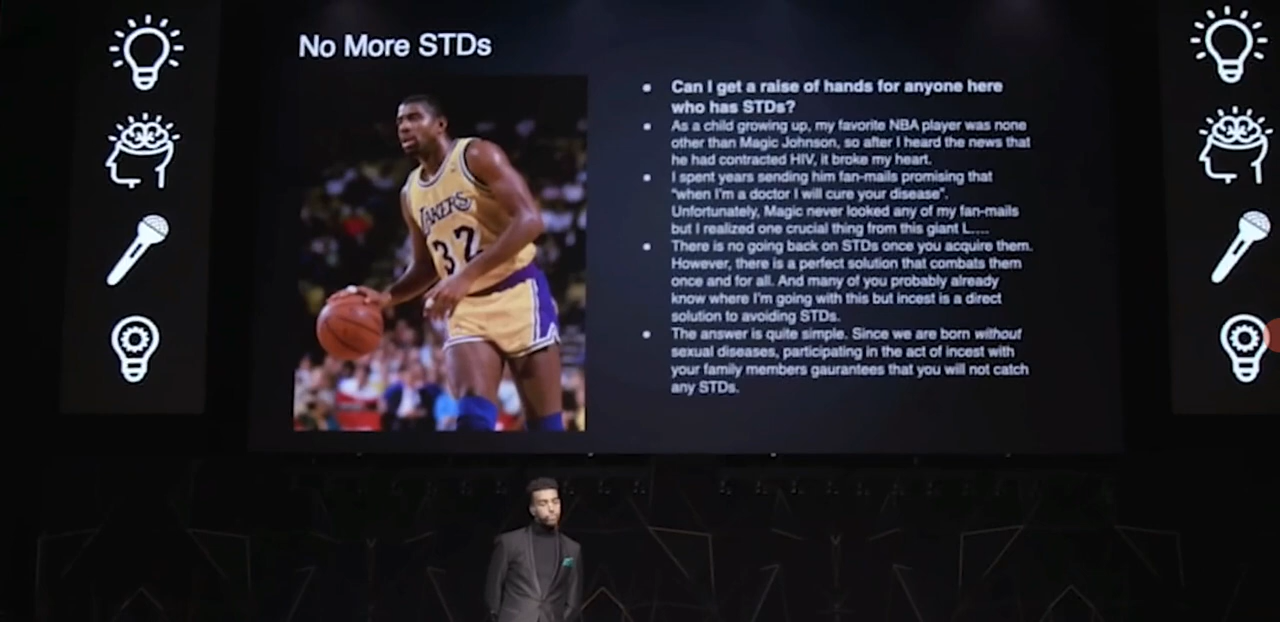 No More STDs
Can I get a raise of hands for anyone here
who has STDs?
As a child growing up, my favorite NBA player was none
other than Magic Johnson, so after I heard the news that
he had contracted HIV, it broke my heart.
I spent years sending him fan-mails promising that
“when I'm a doctor I will cure your disease”.
Unfortunately, Magic never looked any of my fan-mails
but I realized one crucial thing from this giant L....
There is no going back on STDs once you acquire them.
However, there is a perfect solution that combats them
once and for all. And many of you probably already
know where I'm going with this but incest is a direct
solution to avoiding STDs.
The answer is quite simple. Since we are born without
sexual diseases, participating in the act of incest with
your family members gaurantees that you will not catch
any STDs.
LAKERS
32